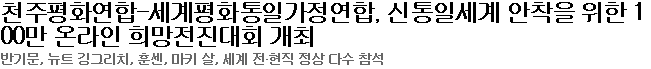 천주평화연합-세계평화통일가정연합, 신통일세계 안착을 위한 1
00만 온라인 희망전진대회 개최
반기문, 뉴트 깅그리치, 훈센, 마키 살, 세계 전·현직 정상 다수 참석